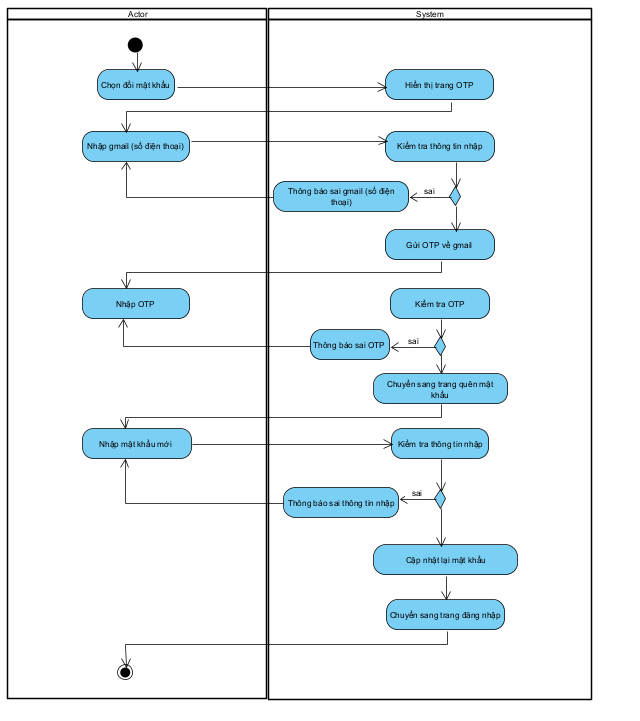 Actor
System
Chọn đổi mật khẩu
Hiển thị trang OTP
Nhập gmail (số điện thoại)
Kiểm tra thông tin nhập
Thông báo sai gmail (số điện
thoại)
sai
Gửi OTP về gmail
Nhập OTP
Kiểm tra OTP
Thông báo sai OTP
sai
Chuyển sang trang quên mật
khẩu
Nhập mật khẩu mới
Kiểm tra thông tin nhập
Thông báo sai thông tin nhập
sai
Cập nhật lại mật khẩu
Chuyển sang trang đăng nhập